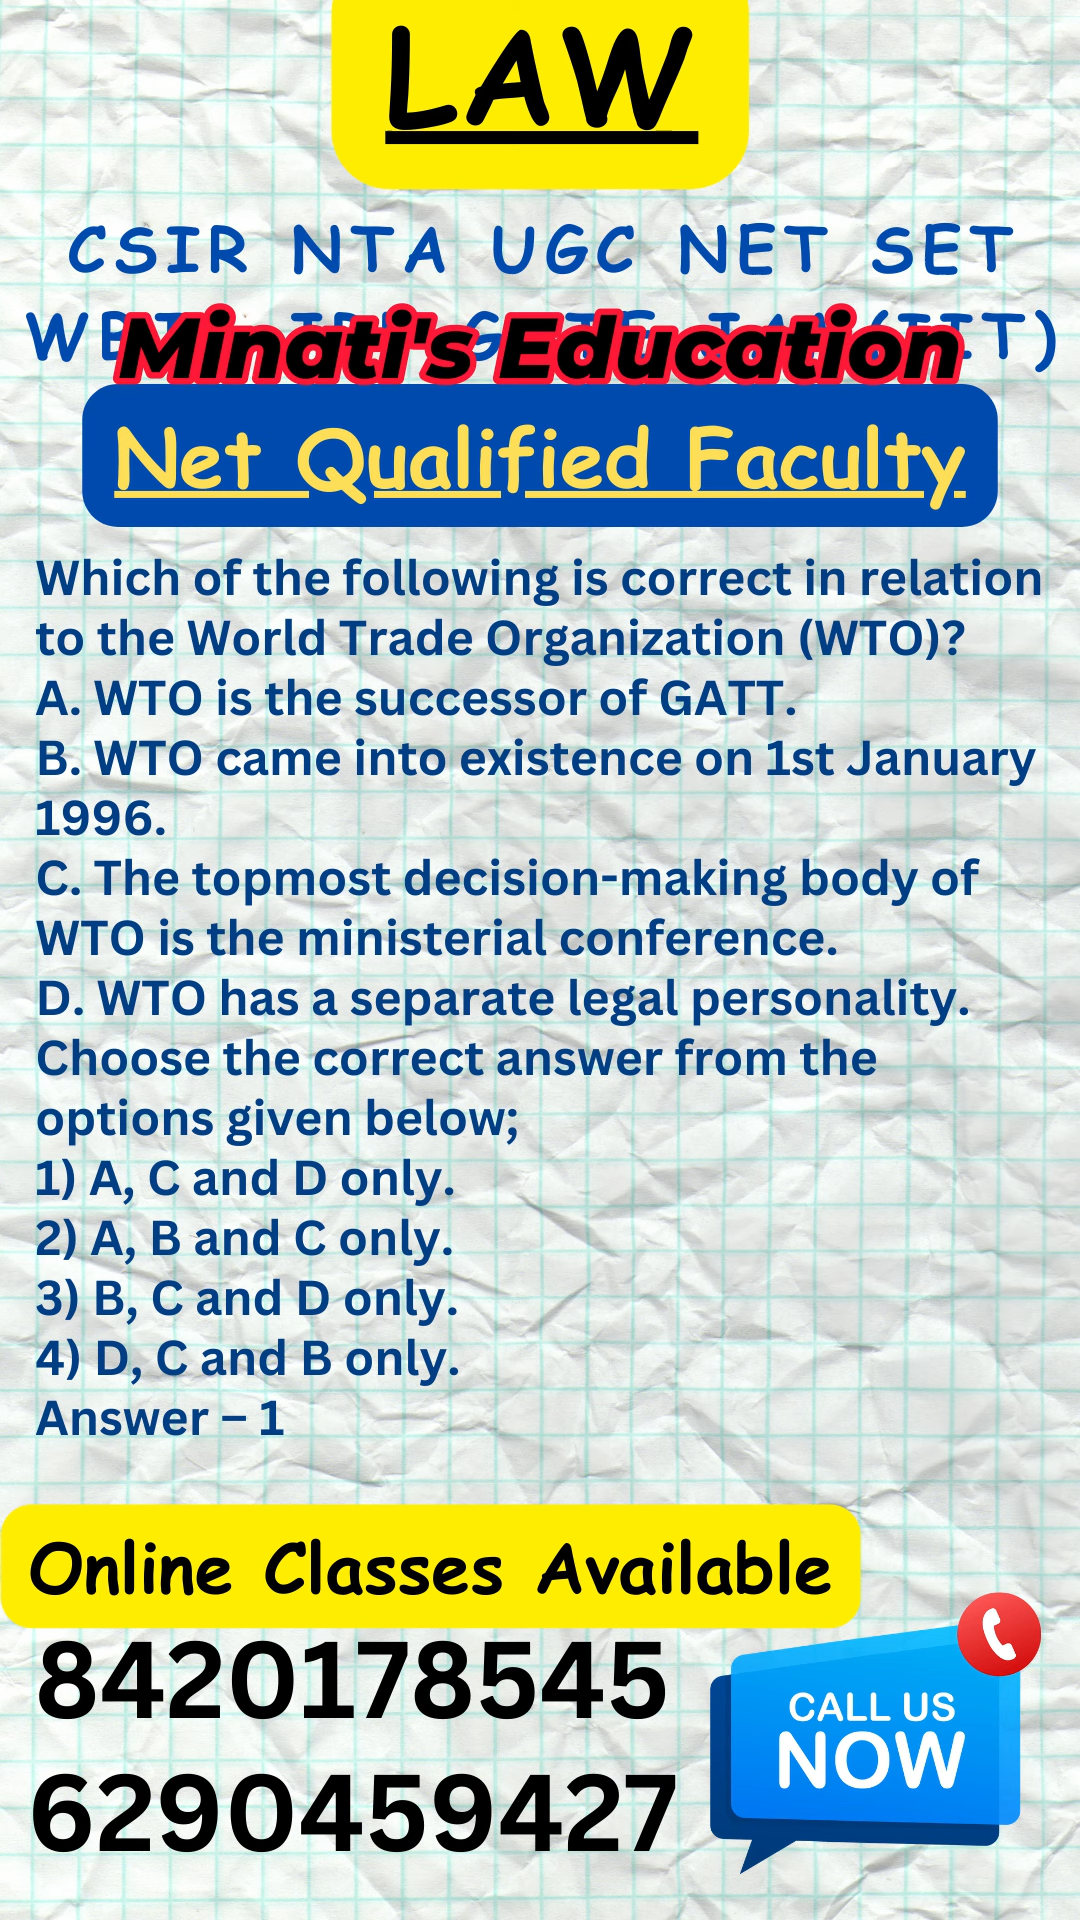 LAW
CSIR NTA UGC NET SET
Minati's Education
Net Qualified Faculty
Which of the following is correct in relation
to the World Trade Organization (WTO)?
A. WTO is the successor of GATT.
B. WTO came into existence on 1st January
1996.
C. The topmost decision-making body of
WTO is the ministerial conference.
D. WTO has a separate legal personality.
Choose the correct answer from the
options given below;
1) A, C and D only.
2) A, B and C only.
3) B, C and D only.
4) D, C and B only.
Answer – 1
Online Classes Available
8420178545
6290459427
CALL US
NOW